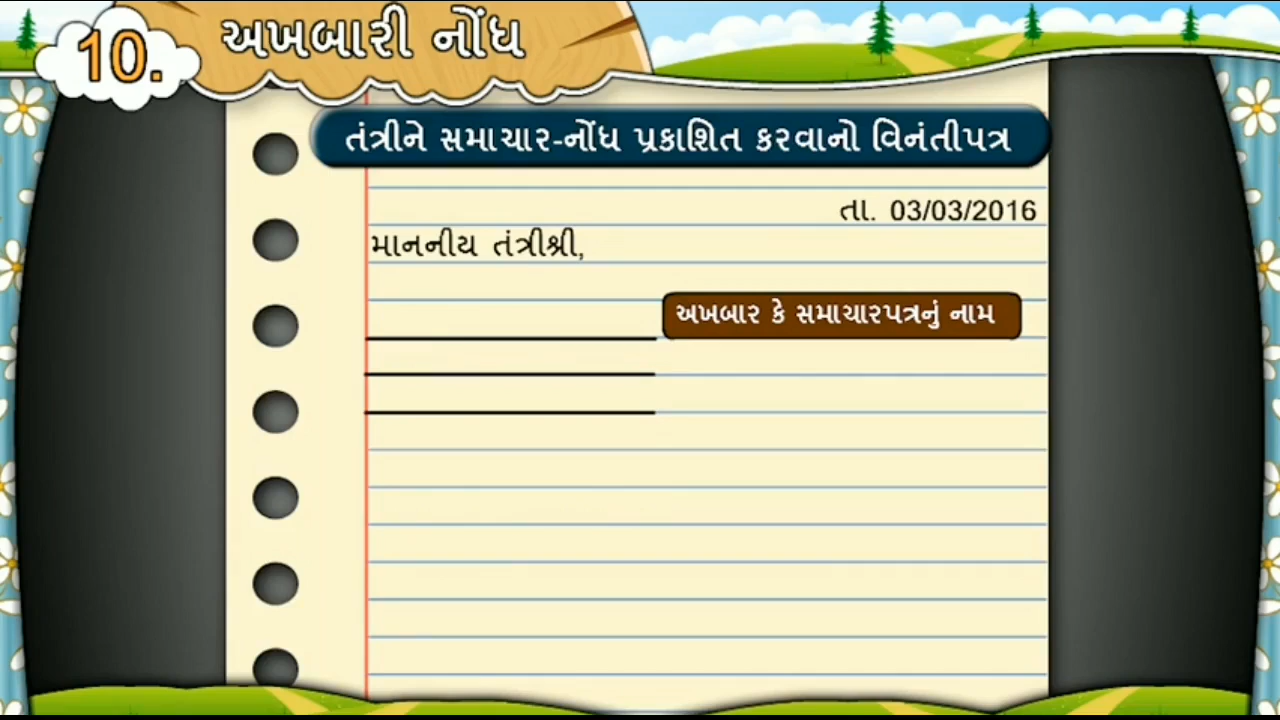 10.
અખબારી નોંધ
તંત્રીને સમાચાર-નોંધ પ્રકાશિત કરવાનો વિનંતીપત્ર
તા. 03/03/2016
માનનીય તંત્રીશ્રી,
અખબાર કે સમાચારપત્રનું નામ